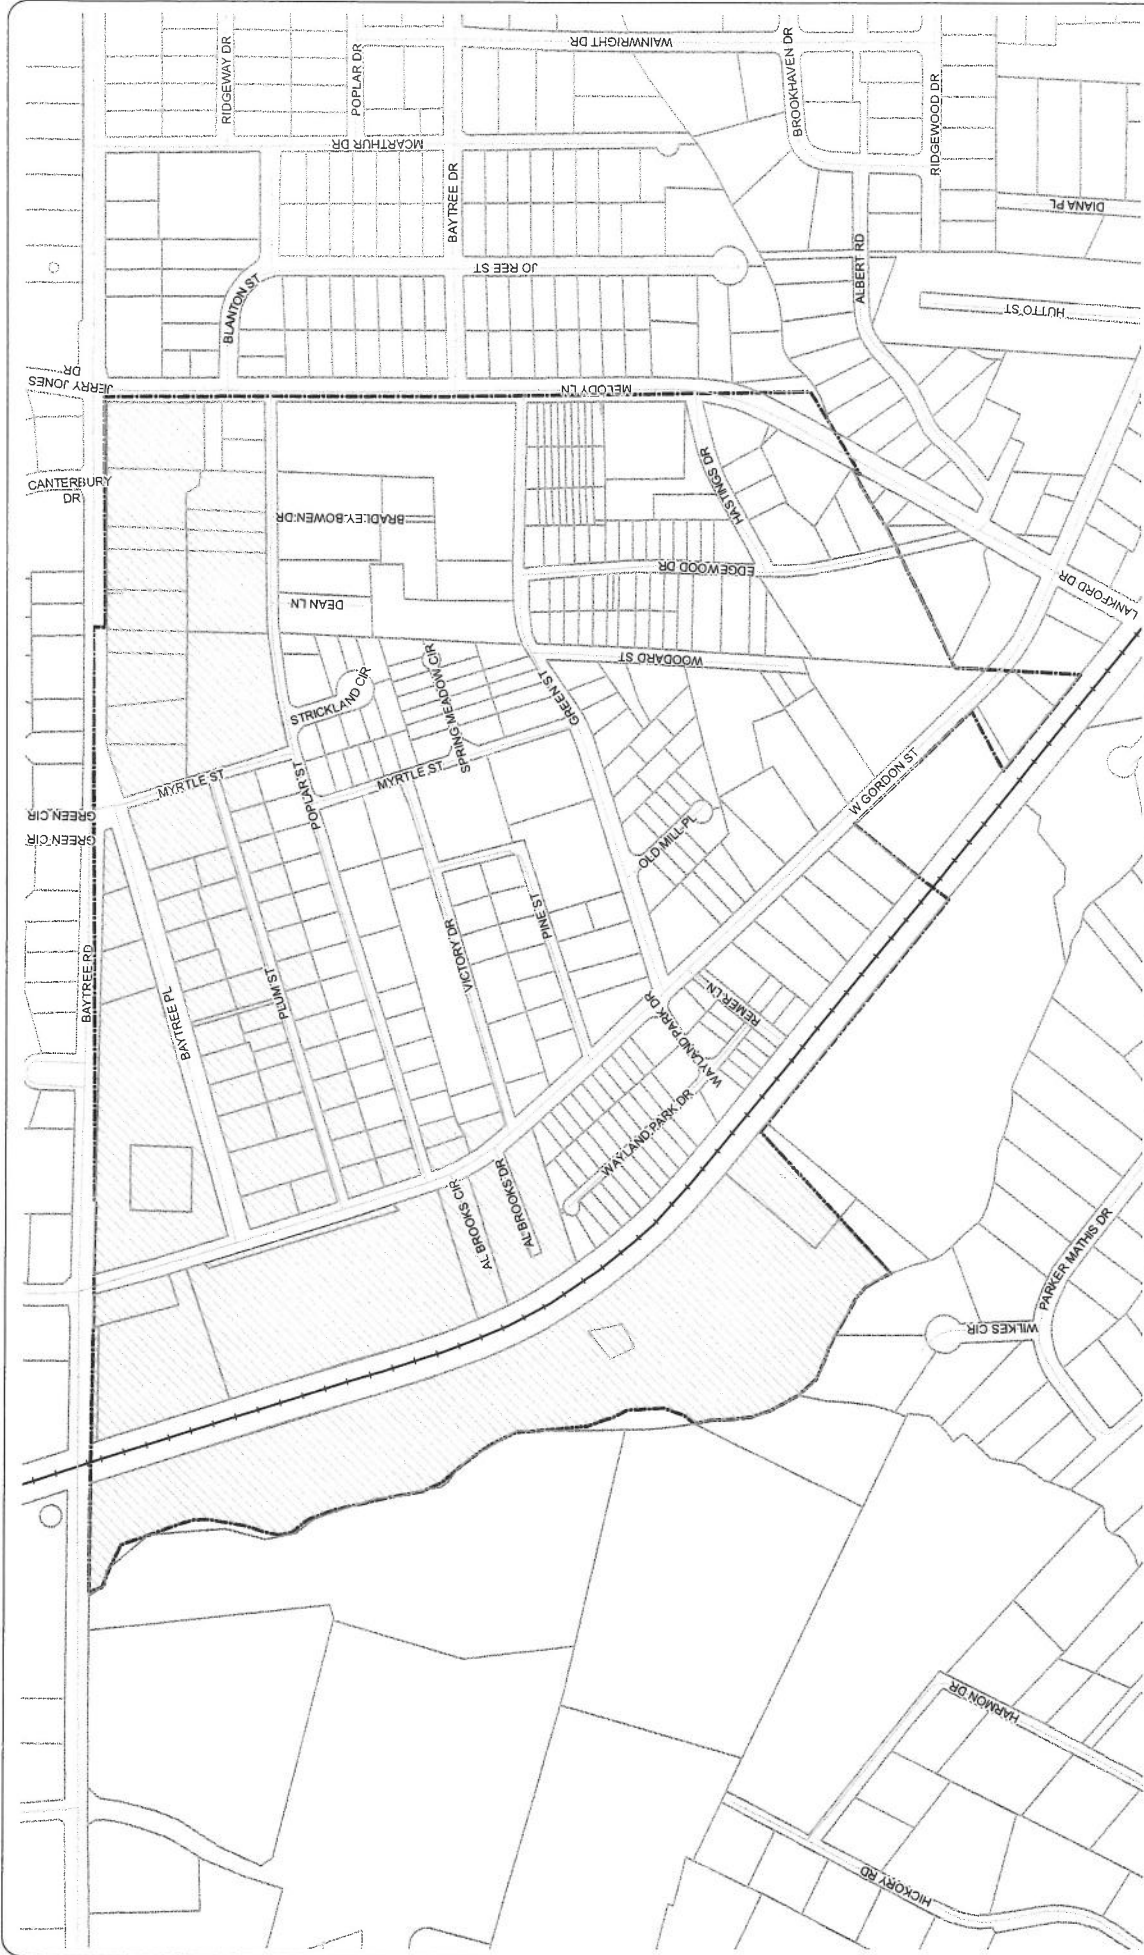 RIDGEWAY DR
POPLAR DR
WAINWRIGHT DR
BROOKHAVEN DR
RIDGEWOOD DR
MCARTHUR DR
BAYTREE DR
DIANA PL
BLANTON ST
JO REE ST
ALBERT RD
HUTTO ST
JERRY JONES
DR
MELODY LN
CANTERBURY
DR
BRADLEY BOWEN DR
HASTINGS DR
EDGEWOOD DR
DEAN LN
LANKFORD DR
WOODARD ST
STRICKLAND CIR
SPRING MEADOW CIR
GREEN ST
MYRTLE ST
POPLAR ST
MYRTLE ST
W GORDON ST
GREEN CIR
GREEN CIR
OLD MILL PL
BAYTREE RD
BAYTREE PL
PLUM ST
VICTORY DR
PINE ST
REMER LN
WAYLAND PARK DR
WAYLAND PARK DR
AL BROOKS CIR
AL BROOKS DR
PARKER MATHIS DR
WILKES CIR
HARMON DR
HICKORY RD